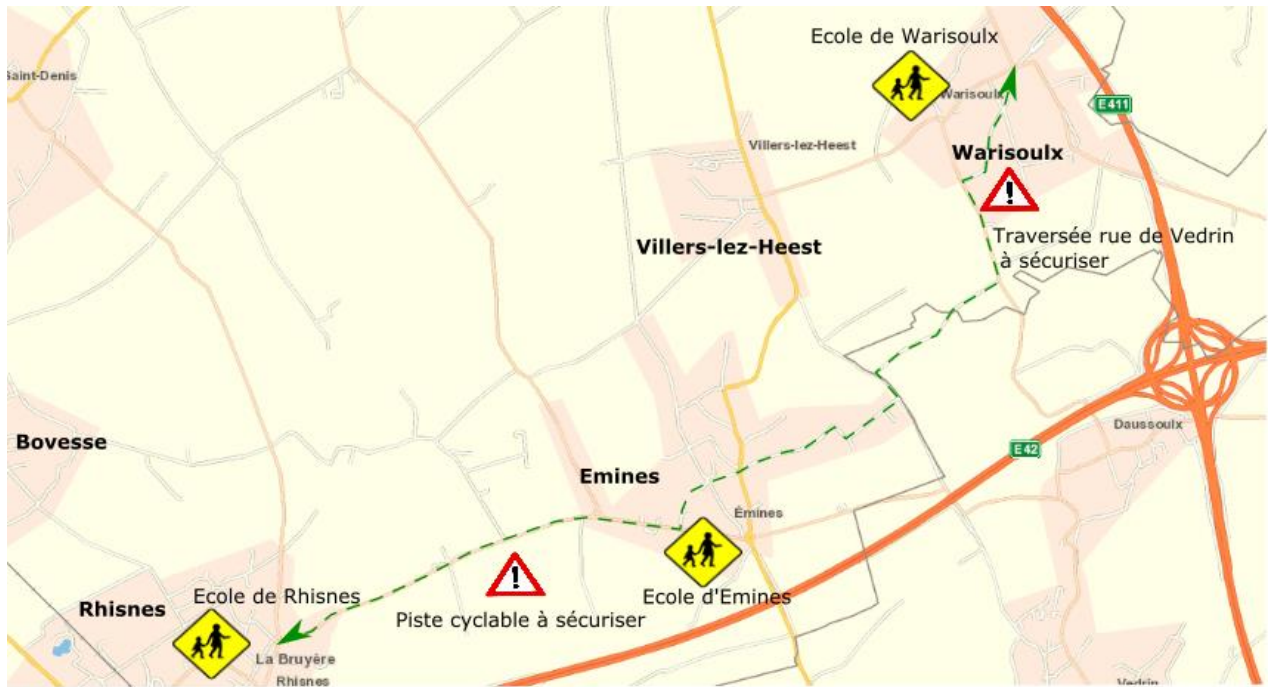 Ecole de Warisoulx
Saint-Denis
Warisoulx
E411
Villers-lez-Heest
Warisoulx
!
Villers-lez-Heest
Traversée rue de Vedrin
à sécuriser
Daussoulx
Bovesse
E42
Emines
Émines
!
Ecole de Rhisnes
Ecole d'Emines
Rhisnes
Piste cyclable à sécuriser
La Bruyère
Rhisnes
Vedrin